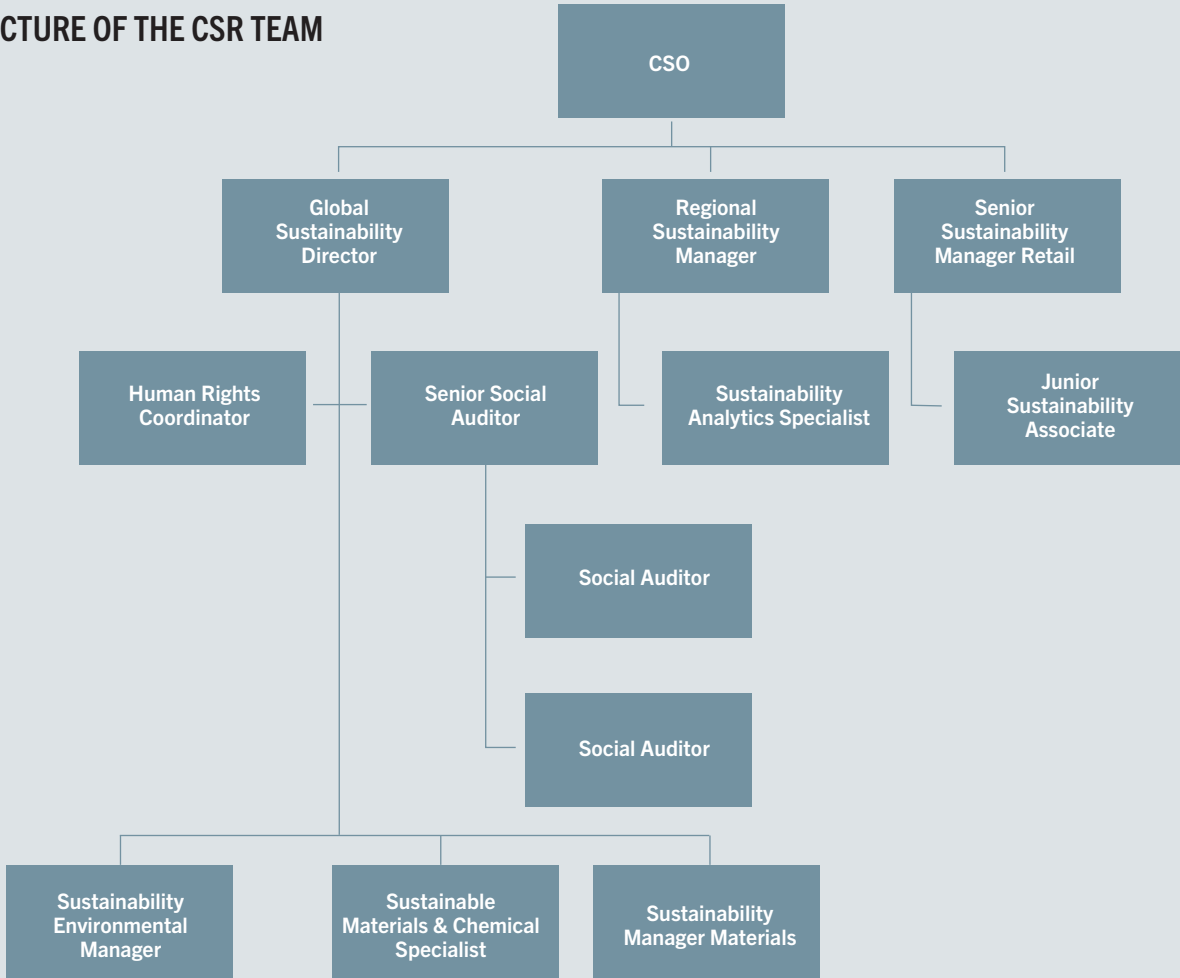 CTURE OF THE CSR TEAM
CSO
Global
Sustainability
Director
Regional
Sustainability
Manager
Senior
Sustainability
Manager Retail
Human Rights
Coordinator
Senior Social
Auditor
Sustainability
Analytics Specialist
Junior
Sustainability
Associate
Social Auditor
Social Auditor
Sustainability
Environmental
Manager
Sustainable
Materials & Chemical
Specialist
Sustainability
Manager Materials